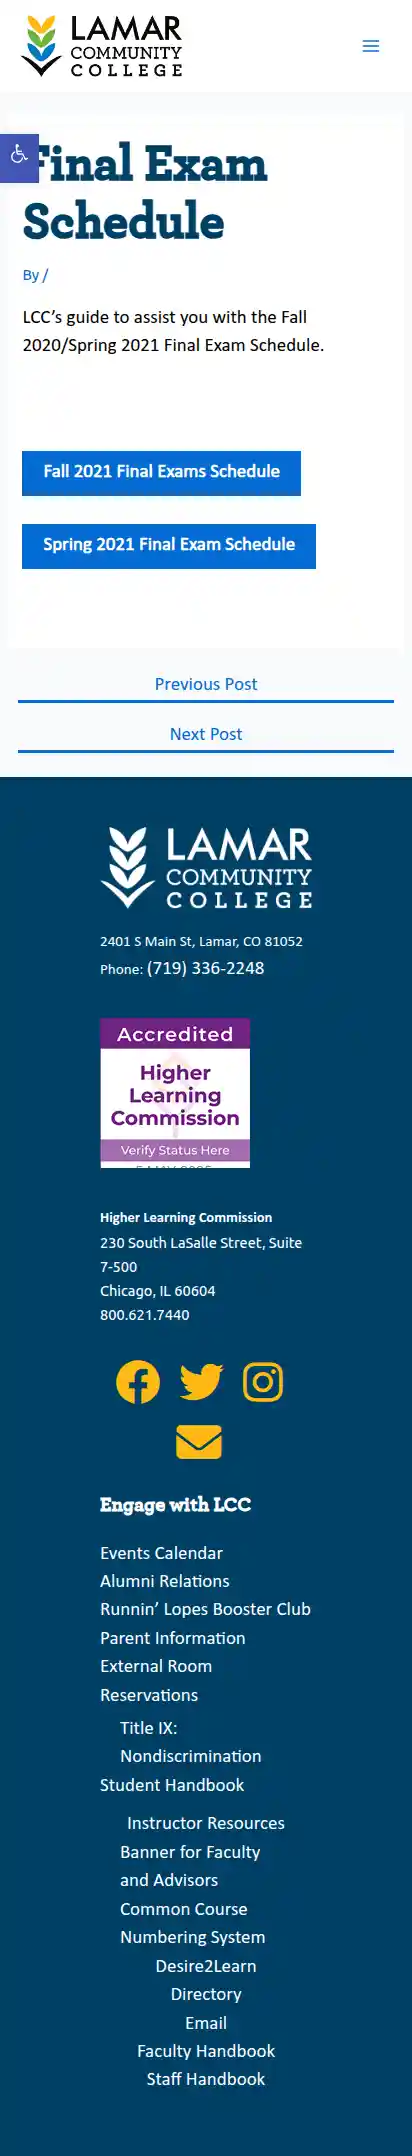 LAMAR
COMMUNITY
COLLEGE
Final Exam
Schedule
By /
LCC’s guide to assist you with the Fall
2020/Spring 2021 Final Exam Schedule.
Fall 2021 Final Exams Schedule
Spring 2021 Final Exam Schedule
Previous Post
Next Post
LAMAR
COMMUNITY
COLLEGE
2401 S Main St, Lamar, CO 81052
Phone: (719) 336-2248
Accredited
Higher
Learning
Commission
Verify Status Here
Higher Learning Commission
230 South LaSalle Street, Suite
7-500
Chicago, IL 60604
800.621.7440
Engage with LCC
Events Calendar
Alumni Relations
Runnin’ Lopes Booster Club
Parent Information
External Room
Reservations
Title IX:
Nondiscrimination
Student Handbook
Instructor Resources
Banner for Faculty
and Advisors
Common Course
Numbering System
Desire2Learn
Directory
Email
Faculty Handbook
Staff Handbook